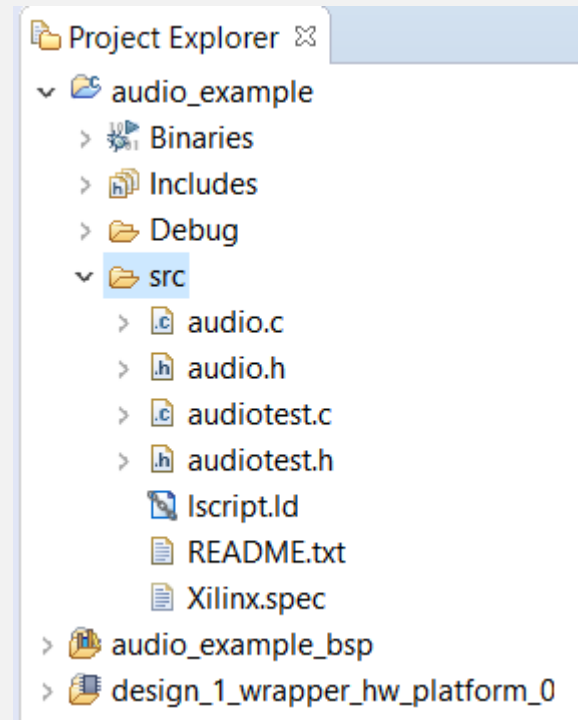 Project Explorer
audio_example
Binaries
Includes
Debug
src
audio.c
audio.h
audiotest.c
audiotest.h
lscript.ld
README.txt
Xilinx.spec
audio_example_bsp
design_1_wrapper_hw_platform_0